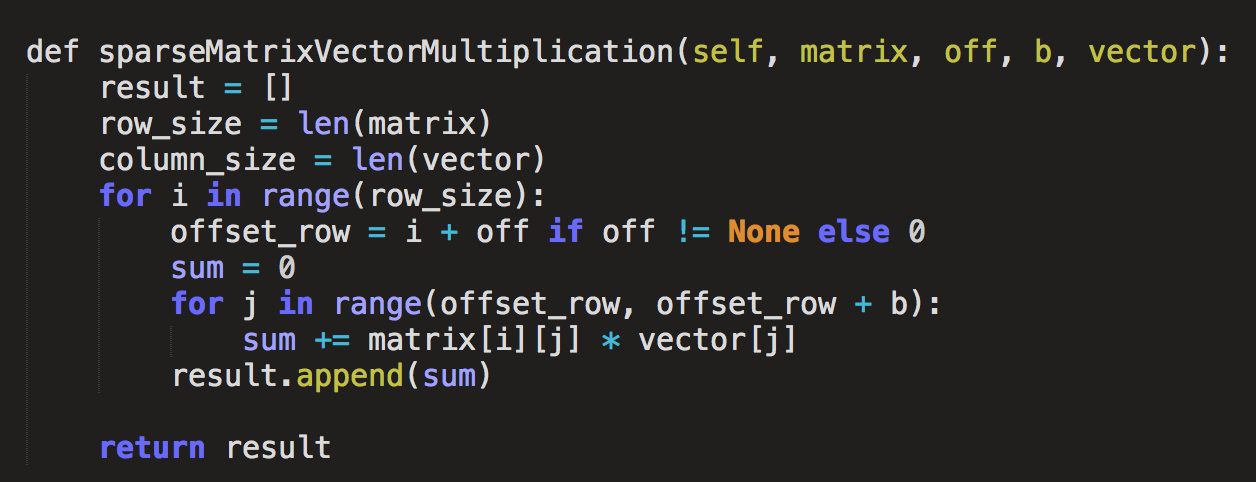 def sparseMatrixVectorMultiplication(self, matrix, off, b, vector):
    result = []
    row_size = len(matrix)
    column_size = len(vector)
    for i in range(row_size):
        offset_row = i + off if off != None else 0
        sum = 0
        for j in range(offset_row, offset_row + b):
            sum += matrix[i][j] * vector[j]
        result.append(sum)

    return result